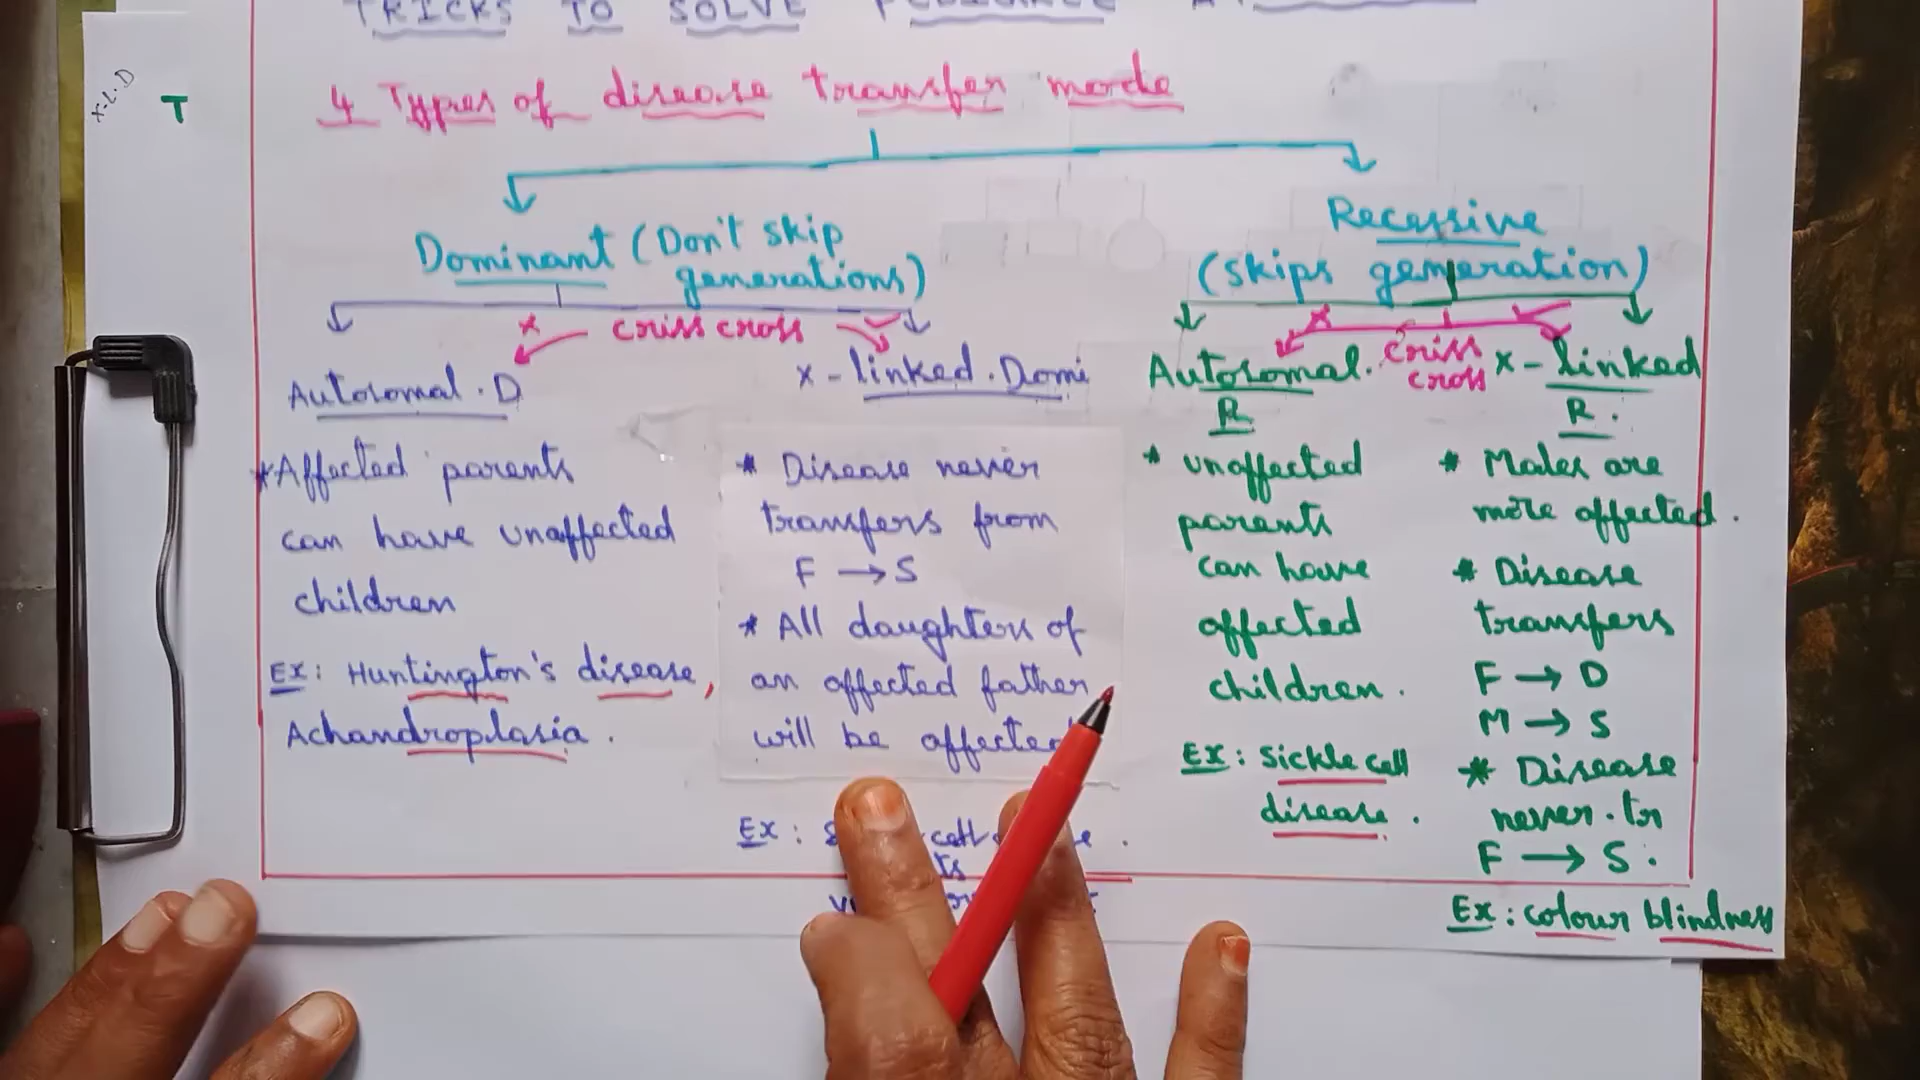 TRICKS TO SOLVE
X-L-D
T
4 Types of disease transfer mode
Dominant (Don't skip
generations)
Recessive
(skips generation)
x criss cross
x criss
cross
Autosomal . D
x - linked . Domi
Autosomal . 
R
x - linked
R .
* Affected parents
can have unaffected
children
Ex : Huntington's disease,
Achandroplasia .
* Disease never
transfers from
F → S
* All daughters of
an affected father
will be affected
Ex :
* unaffected
parents
can have
affected
children .
Ex : Sickle cell
disease .
* Males are
more affected .
* Disease
transfers
F → D
M → S
* Disease
never . tr
F → S .
Ex : colour blindness